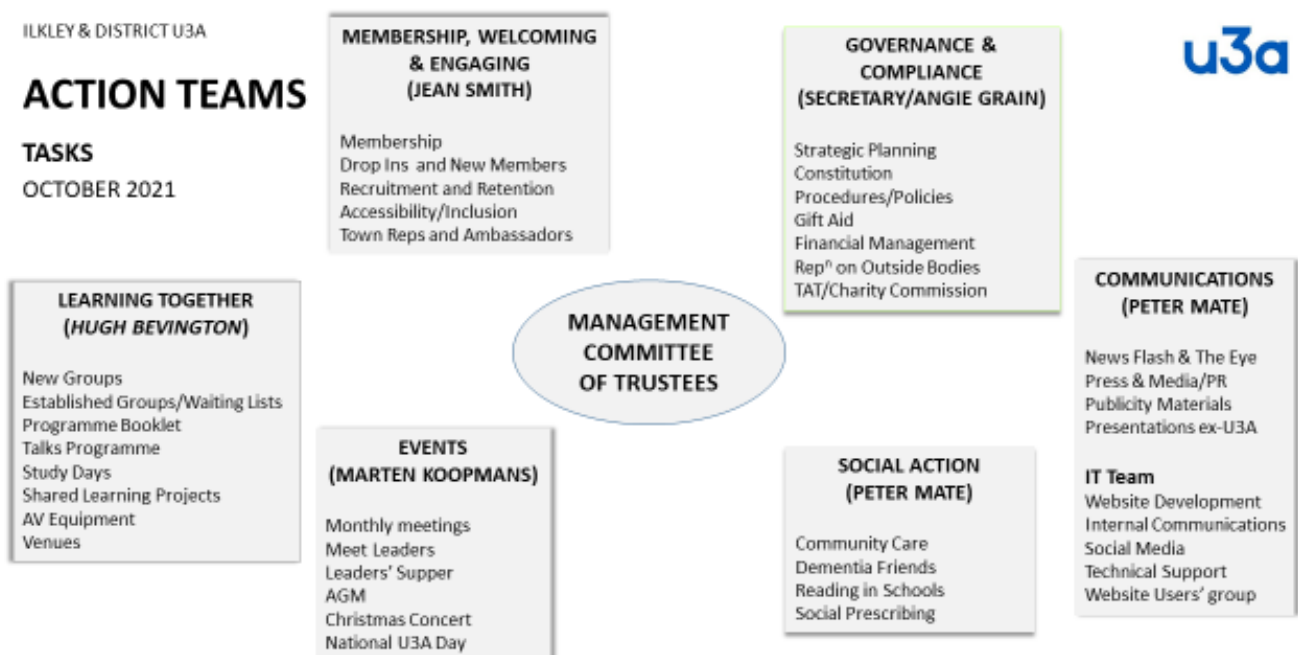 ILKLEY & DISTRICT U3A
ACTION TEAMS
TASKS
OCTOBER 2021
MEMBERSHIP, WELCOMING
& ENGAGING
(JEAN SMITH)
Membership
Drop Ins and New Members
Recruitment and Retention
Accessibility/Inclusion
Town Reps and Ambassadors
GOVERNANCE &
COMPLIANCE
(SECRETARY/ANGIE GRAIN)
Strategic Planning
Constitution
Procedures/Policies
Gift Aid
Financial Management
Repⁿ on Outside Bodies
TAT/Charity Commission
u3a
LEARNING TOGETHER
(HUGH BEVINGTON)
New Groups
Established Groups/Waiting Lists
Programme Booklet
Talks Programme
Study Days
Shared Learning Projects
AV Equipment
Venues
MANAGEMENT
COMMITTEE
OF TRUSTEES
COMMUNICATIONS
(PETER MATE)
News Flash & The Eye
Press & Media/PR
Publicity Materials
Presentations ex-U3A
IT Team
Website Development
Internal Communications
Social Media
Technical Support
Website Users' group
EVENTS
(MARTEN KOOPMANS)
Monthly meetings
Meet Leaders
Leaders' Supper
AGM
Christmas Concert
National U3A Day
SOCIAL ACTION
(PETER MATE)
Community Care
Dementia Friends
Reading in Schools
Social Prescribing